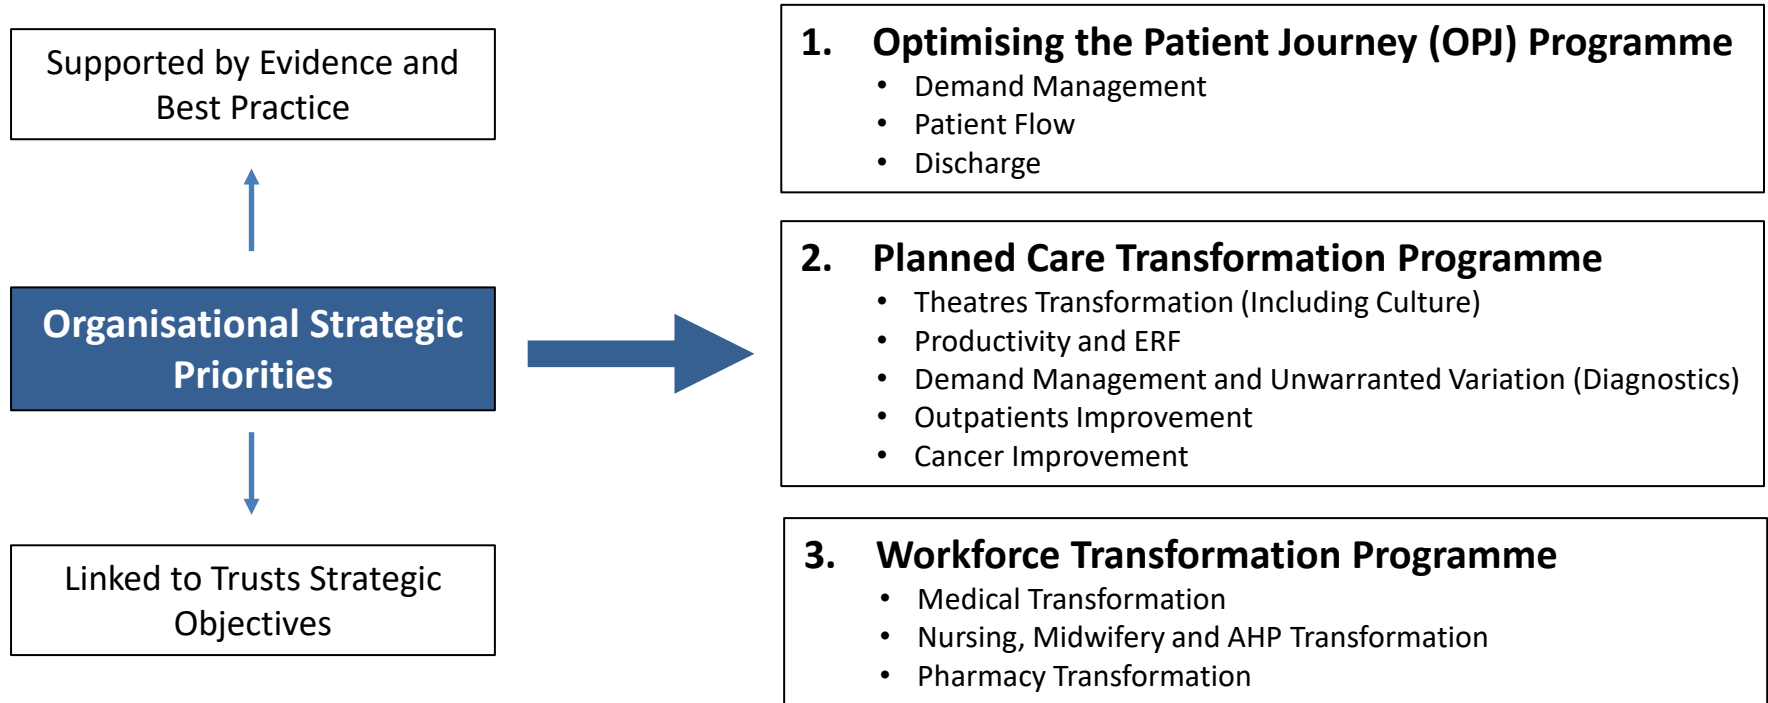 Supported by Evidence and
Best Practice
Organisational Strategic
Priorities
Linked to Trusts Strategic
Objectives
1. Optimising the Patient Journey (OPJ) Programme
• Demand Management
• Patient Flow
• Discharge
2. Planned Care Transformation Programme
• Theatres Transformation (Including Culture)
• Productivity and ERF
• Demand Management and Unwarranted Variation (Diagnostics)
• Outpatients Improvement
• Cancer Improvement
3. Workforce Transformation Programme
• Medical Transformation
• Nursing, Midwifery and AHP Transformation
• Pharmacy Transformation